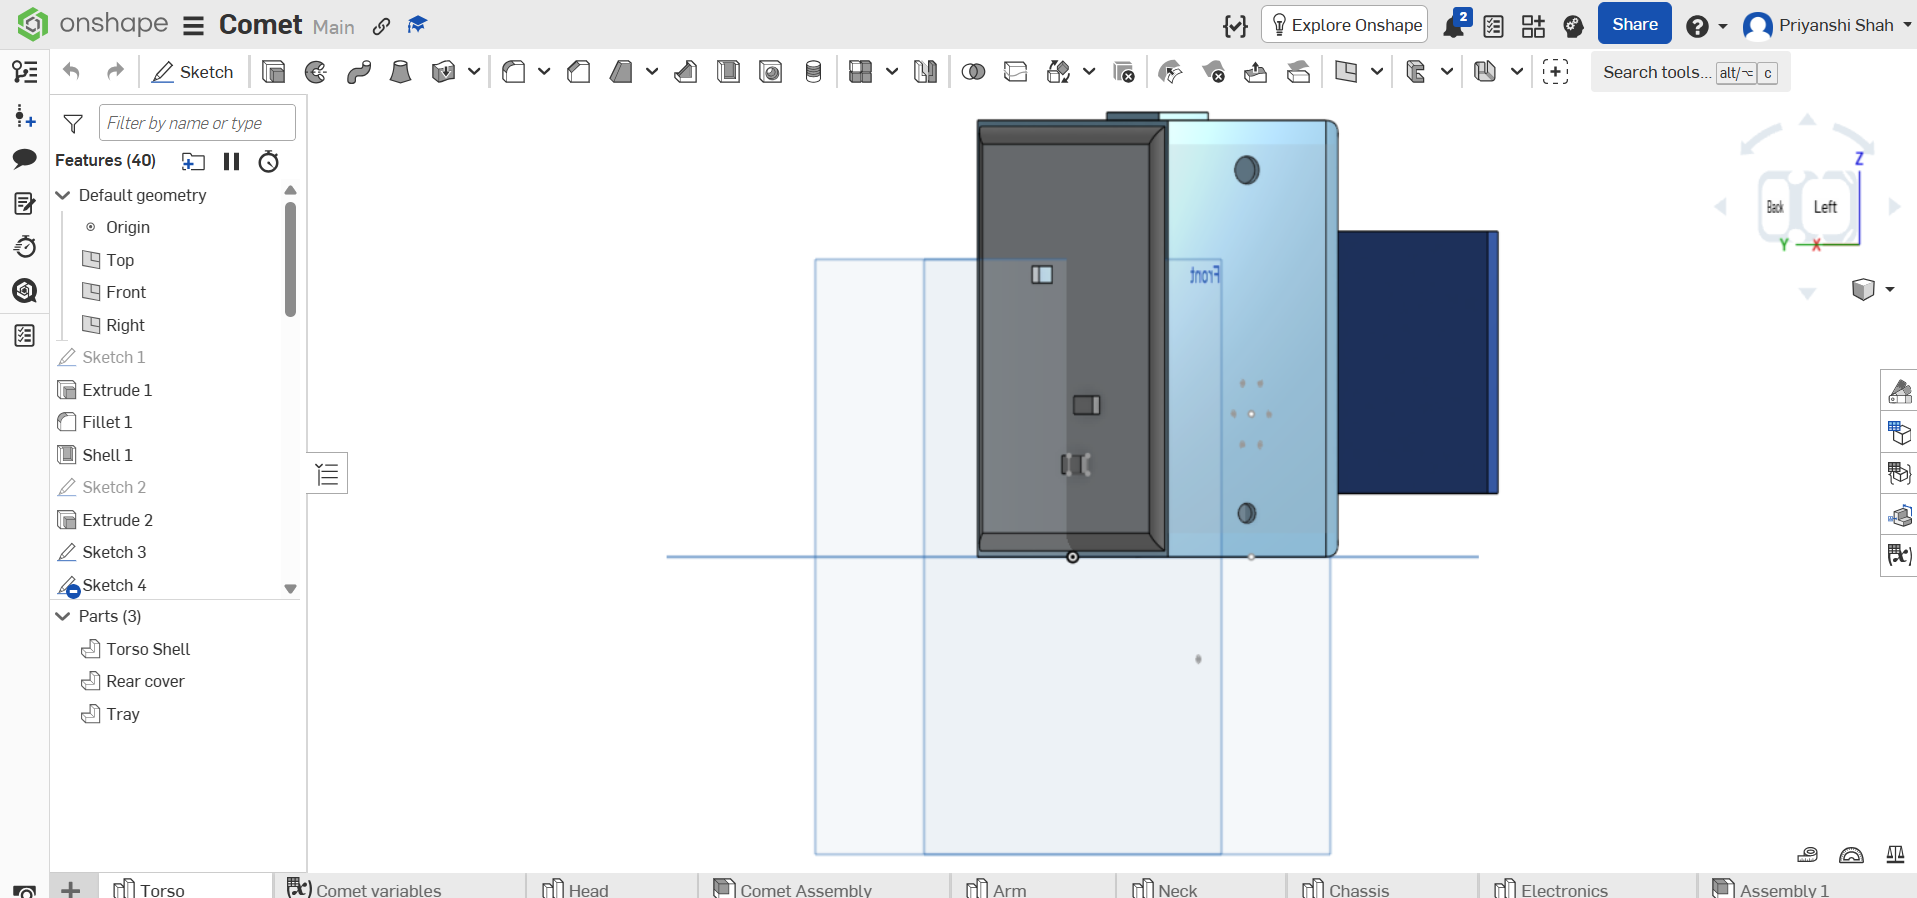 onshape Comet Main Explore Onshape 2 Share Priyanshi Shah
Sketch Search tools... alt/⌥ c
Filter by name or type
Features (40)
Default geometry
Origin
Top
Front
Right
Sketch 1
Extrude 1
Fillet 1
Shell 1
Sketch 2
Extrude 2
Sketch 3
Sketch 4
Parts (3)
Torso Shell
Rear cover
Tray
Front
Z
Back Left
Y X
Torso Comet variables Head Comet Assembly Arm Neck Chassis Electronics Assembly 1